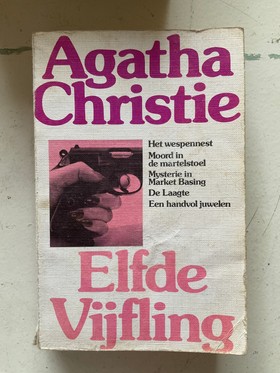 Agatha
Christie
Het wespennest
Moord in
de martelstoel
Mysterie in
Market Basing
De Laagte
Een handvol juwelen
Elfde
Vijfling